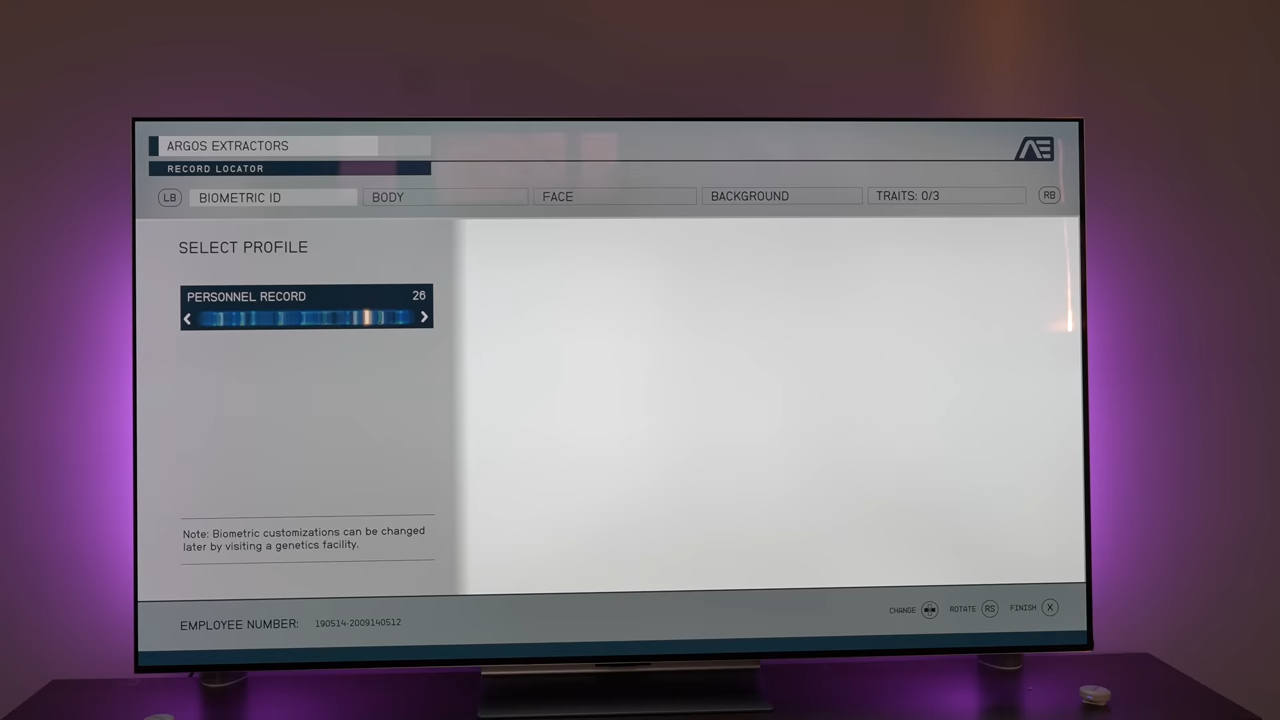 ARGOS EXTRACTORS
RECORD LOCATOR
LB BIOMETRIC ID BODY FACE BACKGROUND TRAITS: 0/3 RB
SELECT PROFILE
PERSONNEL RECORD 26
Note: Biometric customizations can be changed
later by visiting a genetics facility.
EMPLOYEE NUMBER: 190514-2009140512
CHANGE ROTATE RS FINISH X